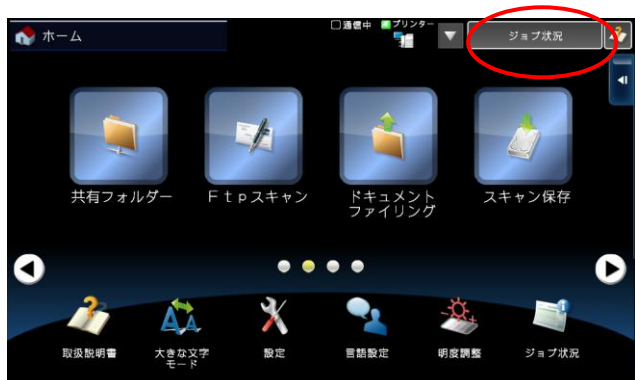 ホーム
通信中
プリンター
ジョブ状況
共有フォルダー
Ｆｔｐスキャン
ドキュメント
ファイリング
スキャン保存
取扱説明書
大きな文字
モード
設定
言語設定
明度調整
ジョブ状況